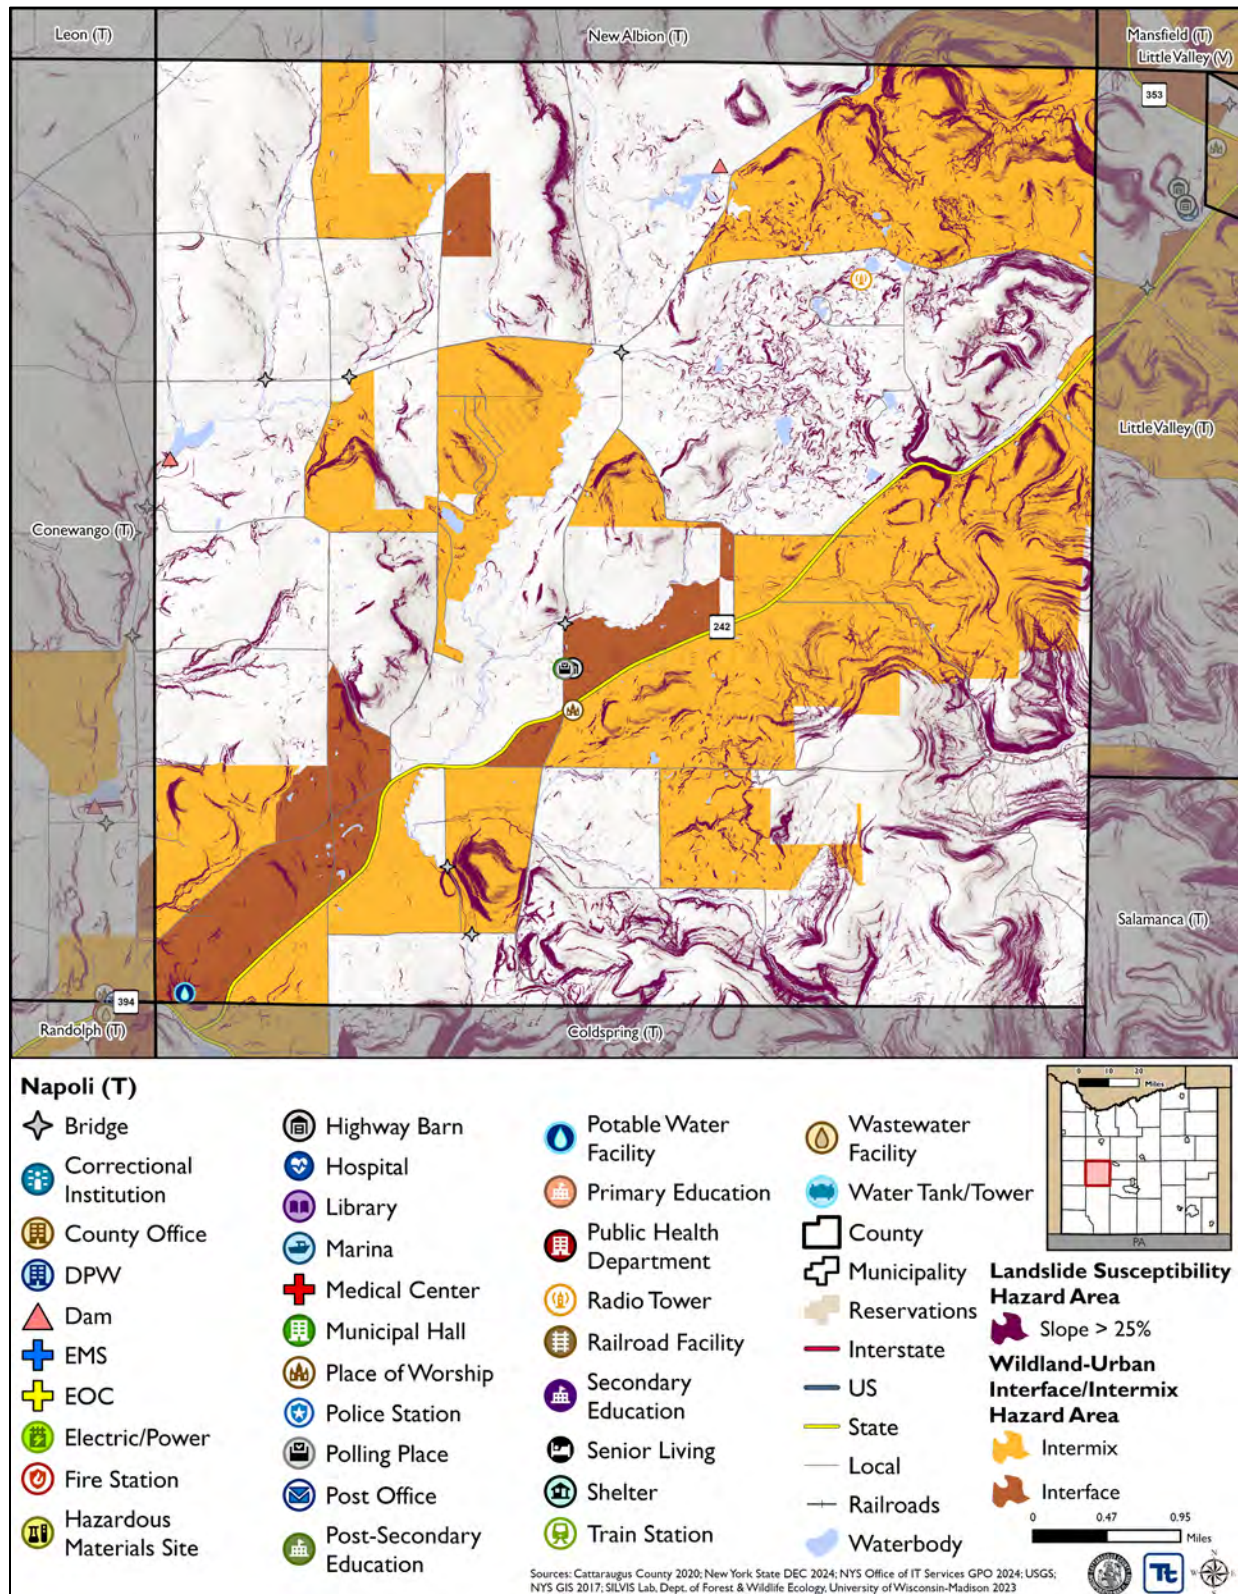 Leon (T)
New Albion (T)
Mansfield (T)
Little Valley (V)
353
Little Valley (T)
Conewango (T)
242
Salamanca (T)
394
Randolph (T)
Coldspring (T)
Napoli (T)
Bridge
Correctional
Institution
County Office
DPW
Dam
EMS
EOC
Electric/Power
Fire Station
Hazardous
Materials Site
Highway Barn
Hospital
Library
Marina
Medical Center
Municipal Hall
Place of Worship
Police Station
Polling Place
Post Office
Post-Secondary
Education
Potable Water
Facility
Primary Education
Public Health
Department
Radio Tower
Railroad Facility
Secondary
Education
Senior Living
Shelter
Train Station
Wastewater
Facility
Water Tank/Tower
County
Municipality
Reservations
Interstate
US
State
Local
Railroads
Waterbody
0 10 20
Miles
PA
Landslide Susceptibility
Hazard Area
Slope > 25%
Wildland-Urban
Interface/Intermix
Hazard Area
Intermix
Interface
0 0.47 0.95
Miles
Sources: Cattaraugus County 2020; New York State DEC 2024; NYS Office of IT Services GPO 2024; USGS;
NYS GIS 2017; SILVIS Lab, Dept. of Forest & Wildlife Ecology, University of Wisconsin-Madison 2023
Tt
N
W E
S